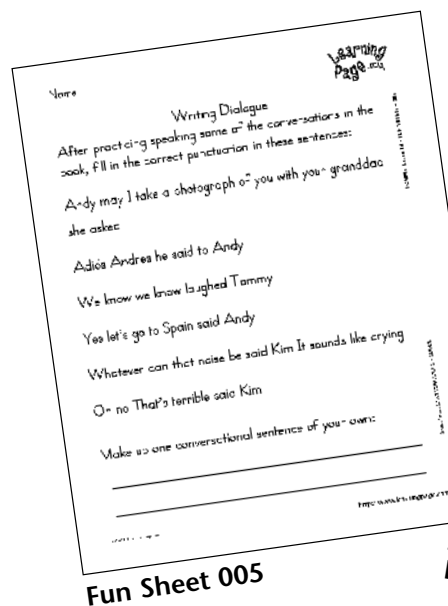 Name
Learning
Page
Writing Dialogue
After practicing speaking some of the conversations in the
book, fill in the correct punctuation in these sentences:
Andy may I take a photograph of you with your granddad
she asked
Adiós Andrea he said to Andy
We know we know laughed Tommy
Yes let's go to Spain said Andy
Whatever can that noise be said Kim It sounds like crying
Oh no That's terrible said Kim
Make up one conversational sentence of your own:
Fun Sheet 005